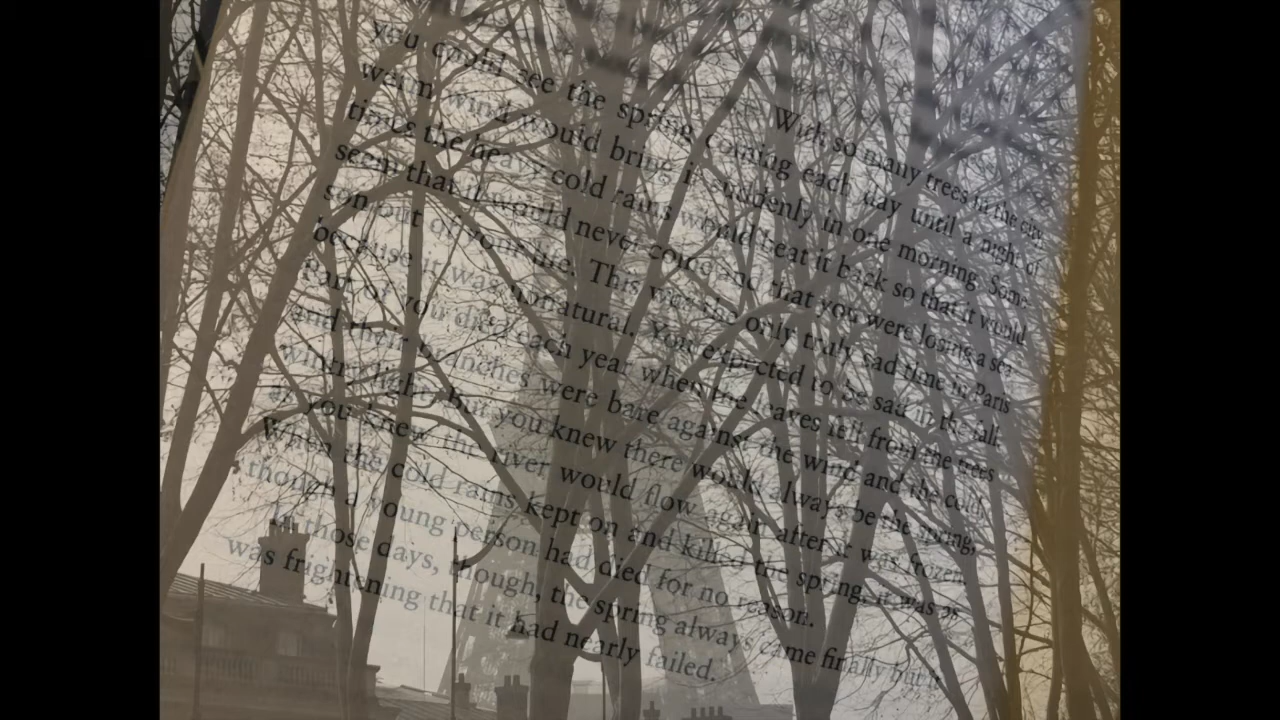 With so many trees in the city,
you could see the spring coming each day until a night of
warm wind would bring it suddenly in one morning. Some-
times the heavy cold rains would beat it back so that it would
seem that it would never come and that you were losing a sea-
son out of your life. This was the only truly sad time in Paris
because it was unnatural. You expected to be sad in the fall.
Part of you died each year when the leaves fell from the trees
and their branches were bare against the wind and the cold,
wintry light. But you knew there would always be the spring,
as you knew the river would flow again after it was frozen.
When the cold rains kept on and killed the spring, it was as
though a young person had died for no reason.
In those days, though, the spring always came finally but it
was frightening that it had nearly failed.